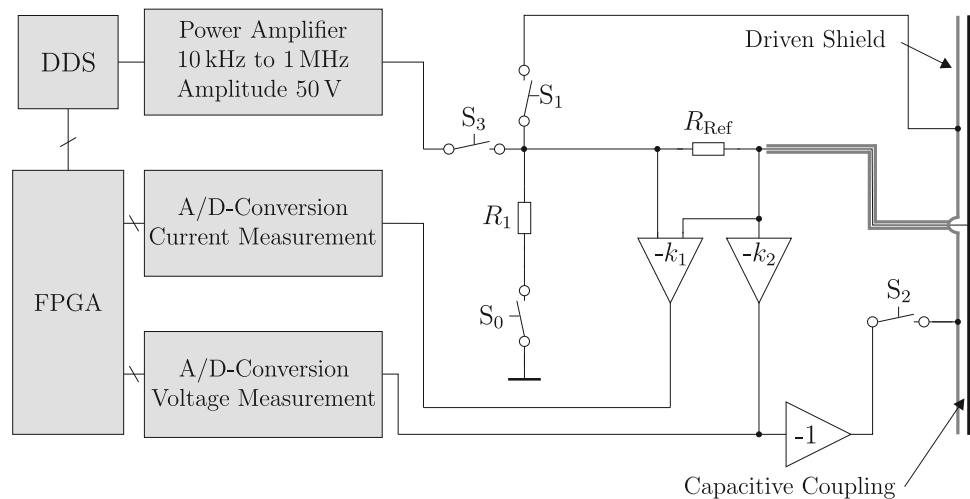 DDS
Power Amplifier
10 kHz to 1 MHz
Amplitude 50 V
Driven Shield
S1
S3
RRef
A/D-Conversion
Current Measurement
R1
-k1
-k2
FPGA
S0
S2
A/D-Conversion
Voltage Measurement
-1
Capacitive Coupling